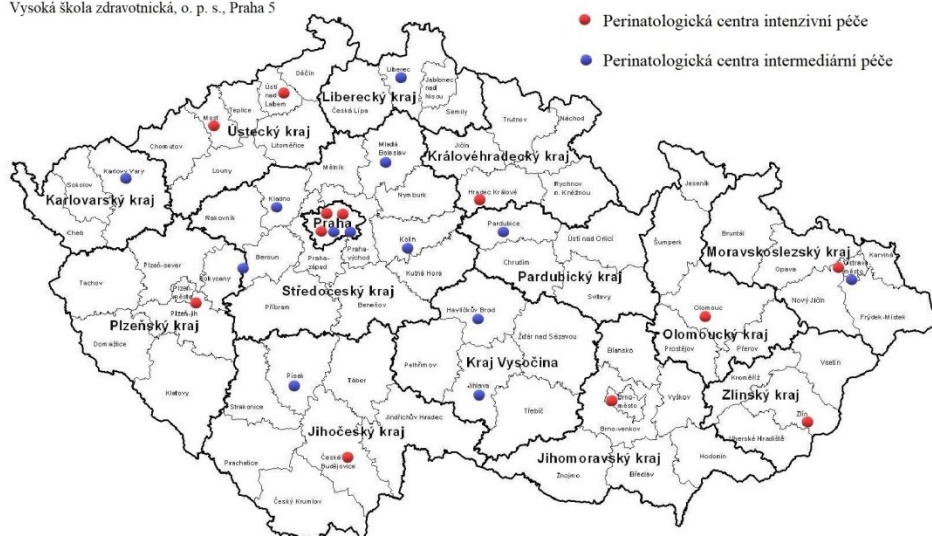 Vysoká škola zdravotnická, o. p. s., Praha 5
Perinatologická centra intenzivní péče
Perinatologická centra intermediární péče
Děčín
Liberec
Ústí
nad
Labem
Jablonec
nad
Nisou
Teplice
Liberecký kraj
Most
Česká Lípa
Semily
Trutnov
Náchod
Ústecký kraj
Chomutov
Litoměřice
Mladá
Boleslav
Jičín
Královéhradecký kraj
Louny
Mělník
Jeseník
Karlovy Vary
Sokolov
Karlovarský kraj
Hradec Králové
Rychnov
n. Kněžnou
Nymburk
Kladno
Rakovník
Cheb
Praha
Pardubice
Ústí nad Orlicí
Šumperk
Bruntál
Moravskoslezský kraj
Karviná
Ostrava
město
Opava
Kolín
Praha-
východ
Praha-
západ
Beroun
Plzeň-sever
Rokycany
Tachov
Chrudim
Pardubický kraj
Kutná Hora
Středočeský kraj
Svitavy
Nový Jičín
Frýdek-Místek
Plzeň-
město
Plzeň-jih
Příbram
Benešov
Havlíčkův Brod
Olomouc
Olomoucký kraj
Plzeňský kraj
Domažlice
Žďár nad Sázavou
Prostějov
Přerov
Blansko
Vsetín
Pelhřimov
Kraj Vysočina
Kroměříž
Zlínský kraj
Klatovy
Písek
Tábor
Jihlava
Brno-
město
Vyškov
Strakonice
Třebíč
Zlín
Jindřichův Hradec
Brno-venkov
Uherské Hradiště
Jihočeský kraj
Jihomoravský kraj
Hodonín
Prachatice
České
Budějovice
Znojmo
Břeclav
Český Krumlov